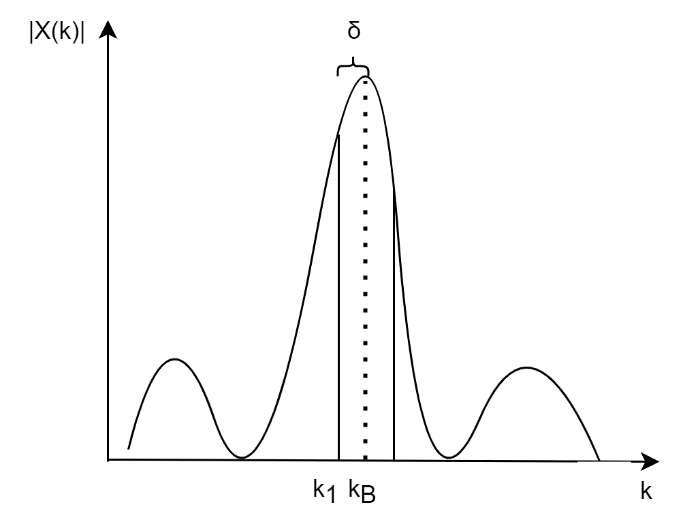 |X(k)|
δ
k₁ k_B
k